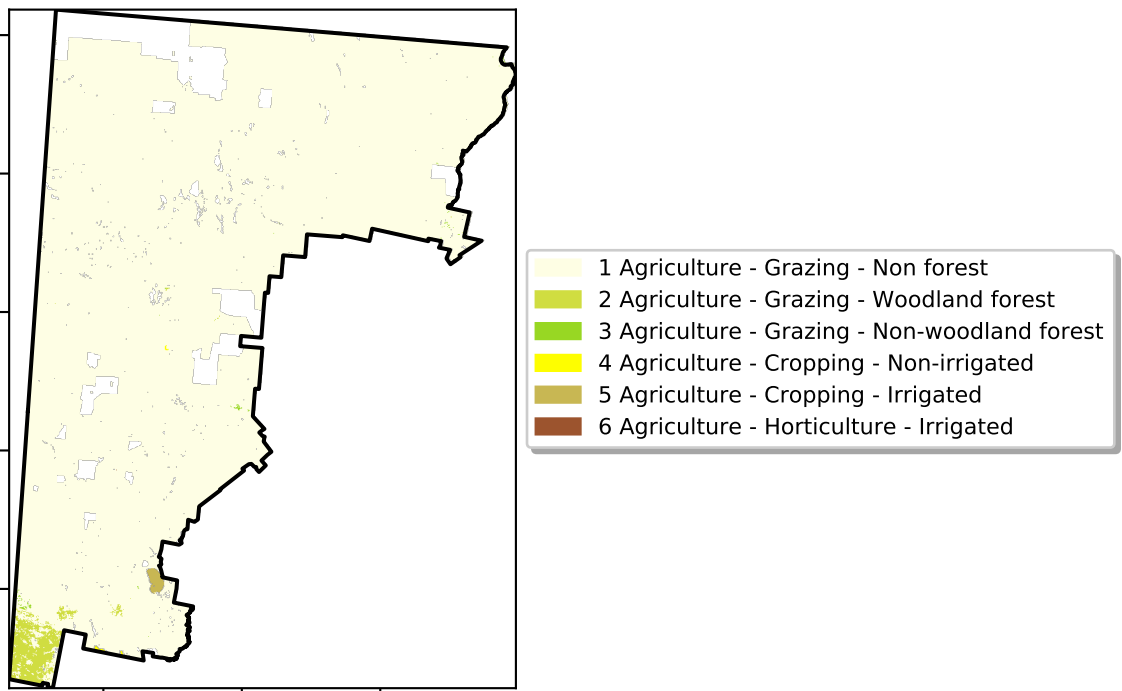 1 Agriculture - Grazing - Non forest
2 Agriculture - Grazing - Woodland forest
3 Agriculture - Grazing - Non-woodland forest
4 Agriculture - Cropping - Non-irrigated
5 Agriculture - Cropping - Irrigated
6 Agriculture - Horticulture - Irrigated